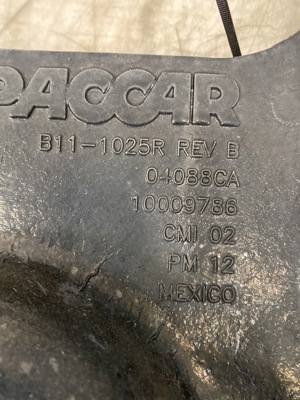 PACCAR
B11-1025R REV B
04088CA
10009786
CMI 02
PM 12
MEXICO